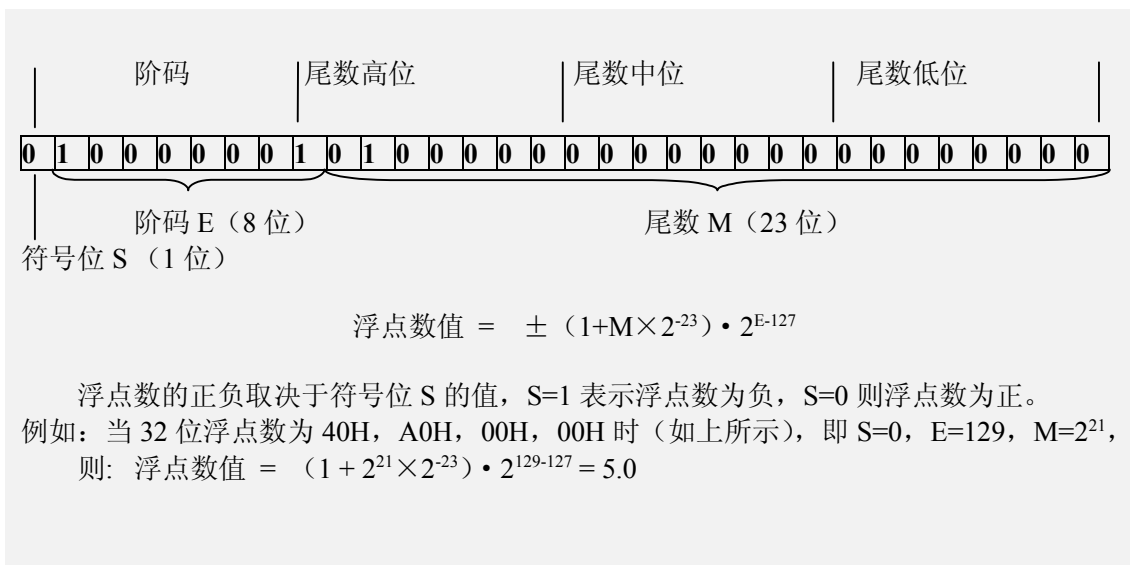 阶码 尾数高位 尾数中位 尾数低位
0 1 0 0 0 0 0 0 1 0 1 0 0 0 0 0 0 0 0 0 0 0 0 0 0 0 0 0 0 0 0 0
阶码 E（8 位） 尾数 M（23 位）
符号位 S （1 位）
浮点数值 = ±（1+M×2⁻²³）• 2ᴱ⁻¹²⁷
浮点数的正负取决于符号位 S 的值，S=1 表示浮点数为负，S=0 则浮点数为正。
例如：当 32 位浮点数为 40H，A0H，00H，00H 时（如上所示），即 S=0，E=129，M=2²¹，
则: 浮点数值 = （1 + 2²¹×2⁻²³）• 2¹²⁹⁻¹²⁷ = 5.0